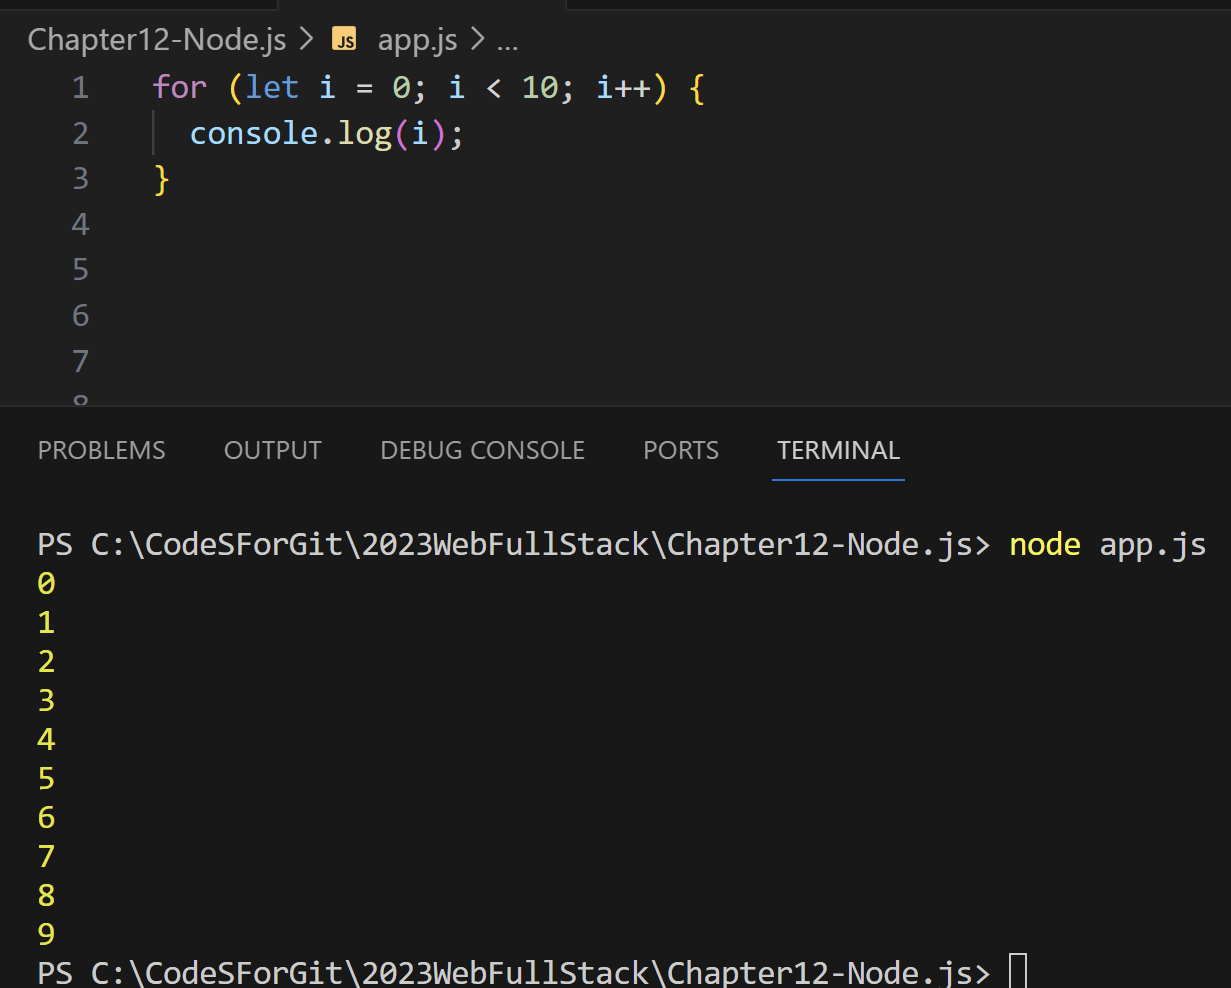 Chapter12-Node.js > JS app.js > ...
1 for (let i = 0; i < 10; i++) {
2 console.log(i);
3 }
4
5
6
7
8
PROBLEMS OUTPUT DEBUG CONSOLE PORTS TERMINAL
PS C:\CodeSForGit\2023WebFullStack\Chapter12-Node.js> node app.js
0
1
2
3
4
5
6
7
8
9
PS C:\CodeSForGit\2023WebFullStack\Chapter12-Node.js>